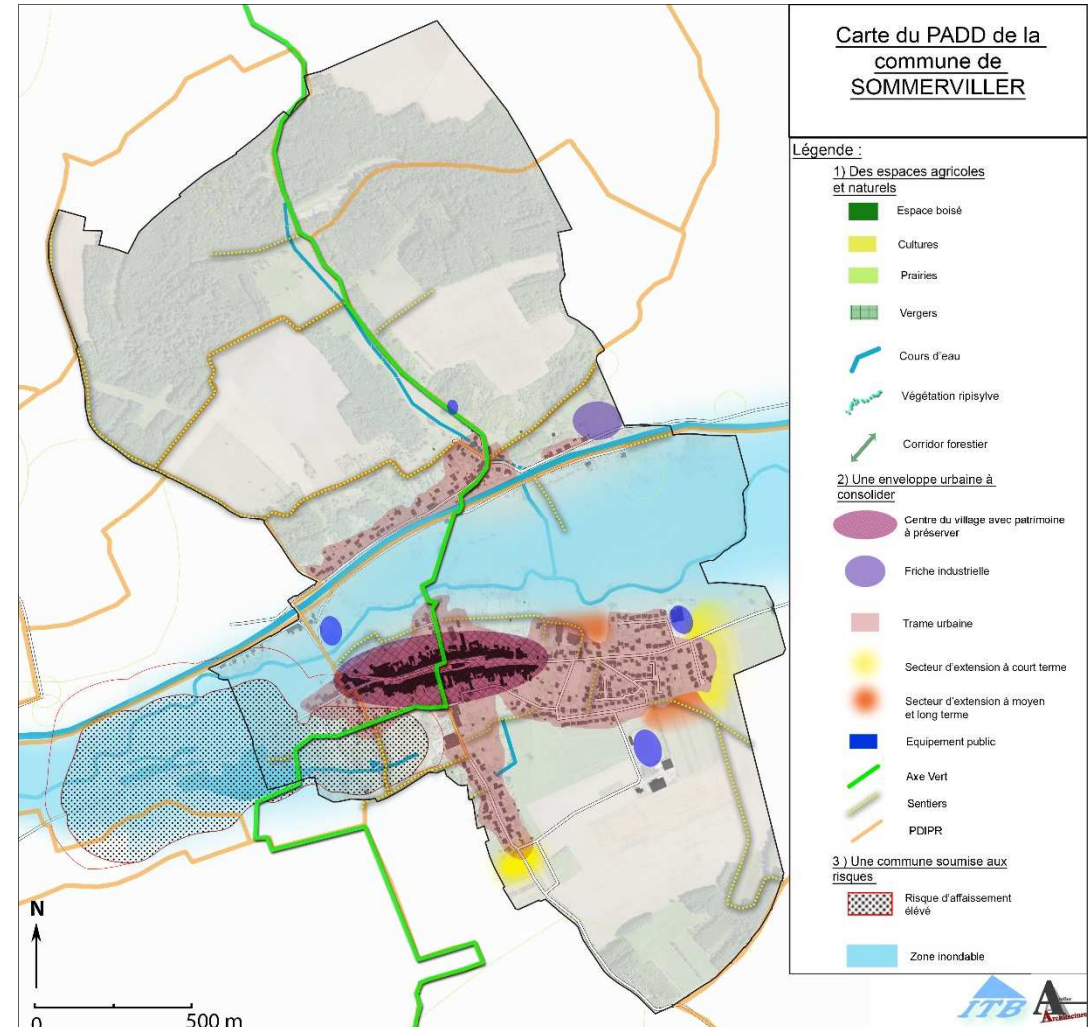 Carte du PADD de la
commune de
SOMMERVILLER
Légende :
1) Des espaces agricoles
et naturels
Espace boisé
Cultures
Prairies
Vergers
Cours d'eau
Végétation ripisylve
Corridor forestier
2) Une enveloppe urbaine à
consolider
Centre du village avec patrimoine
à préserver
Friche industrielle
Trame urbaine
Secteur d'extension à court terme
Secteur d'extension à moyen
et long terme
Equipement public
Axe Vert
Sentiers
PDIPR
3 ) Une commune soumise aux
risques
Risque d'affaissement
élévé
Zone inondable
N
0 500 m
ITB
Atelier
Architecture